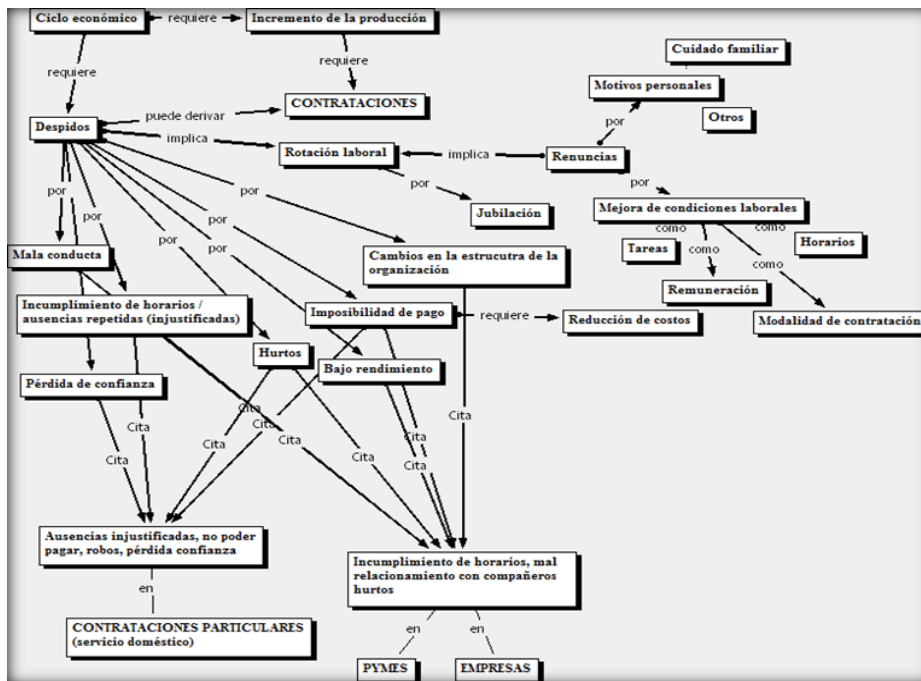 Ciclo económico
requiere
Incremento de la producción
Cuidado familiar
requiere
requiere
Motivos personales
CONTRATACIONES
puede derivar
Otros
Despidos
por
implica
Rotación laboral
implica
Renuncias
por
por
por
por
Jubilación
Mejora de condiciones laborales
por
por
por
por
como
como
Mala conducta
Cambios en la estrucutra de la
organización
Tareas
como
Horarios
como
Remuneración
Incumplimiento de horarios /
ausencias repetidas (injustificadas)
Imposibilidad de pago
requiere
Reducción de costos
Modalidad de contratación
Hurtos
Bajo rendimiento
Pérdida de confianza
Cita
Cita
Cita
Cita
Cita
Cita
Cita
Cita
Cita
Cita
Cita
Ausencias injustificadas, no poder
pagar, robos, pérdida confianza
Incumplimiento de horarios, mal
relacionamiento con compañeros
hurtos
en
CONTRATACIONES PARTICULARES
(servicio doméstico)
en
en
PYMES
EMPRESAS